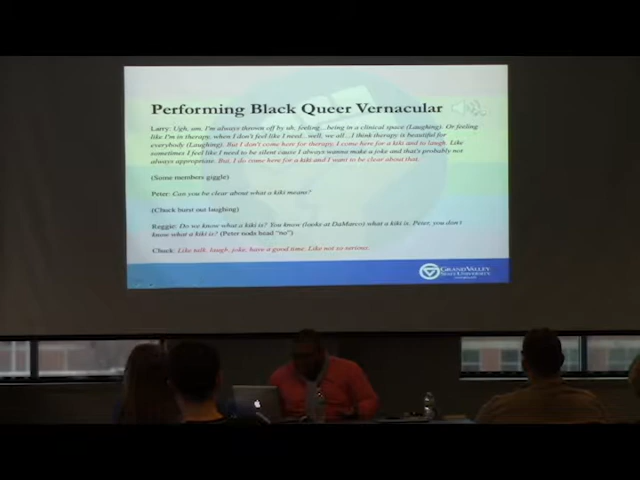 Performing Black Queer Vernacular
Larry: Ugh, um, I'm always thrown off by uh, feeling... being in a clinical space (Laughing). Or feeling
like I'm in therapy, when I don't feel like I need... well, we all... I think therapy is beautiful for
everybody (Laughing). But I don't come here for therapy, I come here for a kiki and to laugh. Like
sometimes I feel like I need to be silent cause I always wanna make a joke and that's probably not
always appropriate. But, I do come here for a kiki and I want to be clear about that.
(Some members giggle)
Peter: Can you be clear about what a kiki means?
(Chuck burst out laughing)
Reggie: Do we know what a kiki is? You know (looks at DaMarco) what a kiki is. Peter, you don't
know what a kiki is? (Peter nods head "no")
Chuck: Like talk, laugh, joke, have a good time. Like not so serious.
GRAND VALLEY
STATE UNIVERSITY